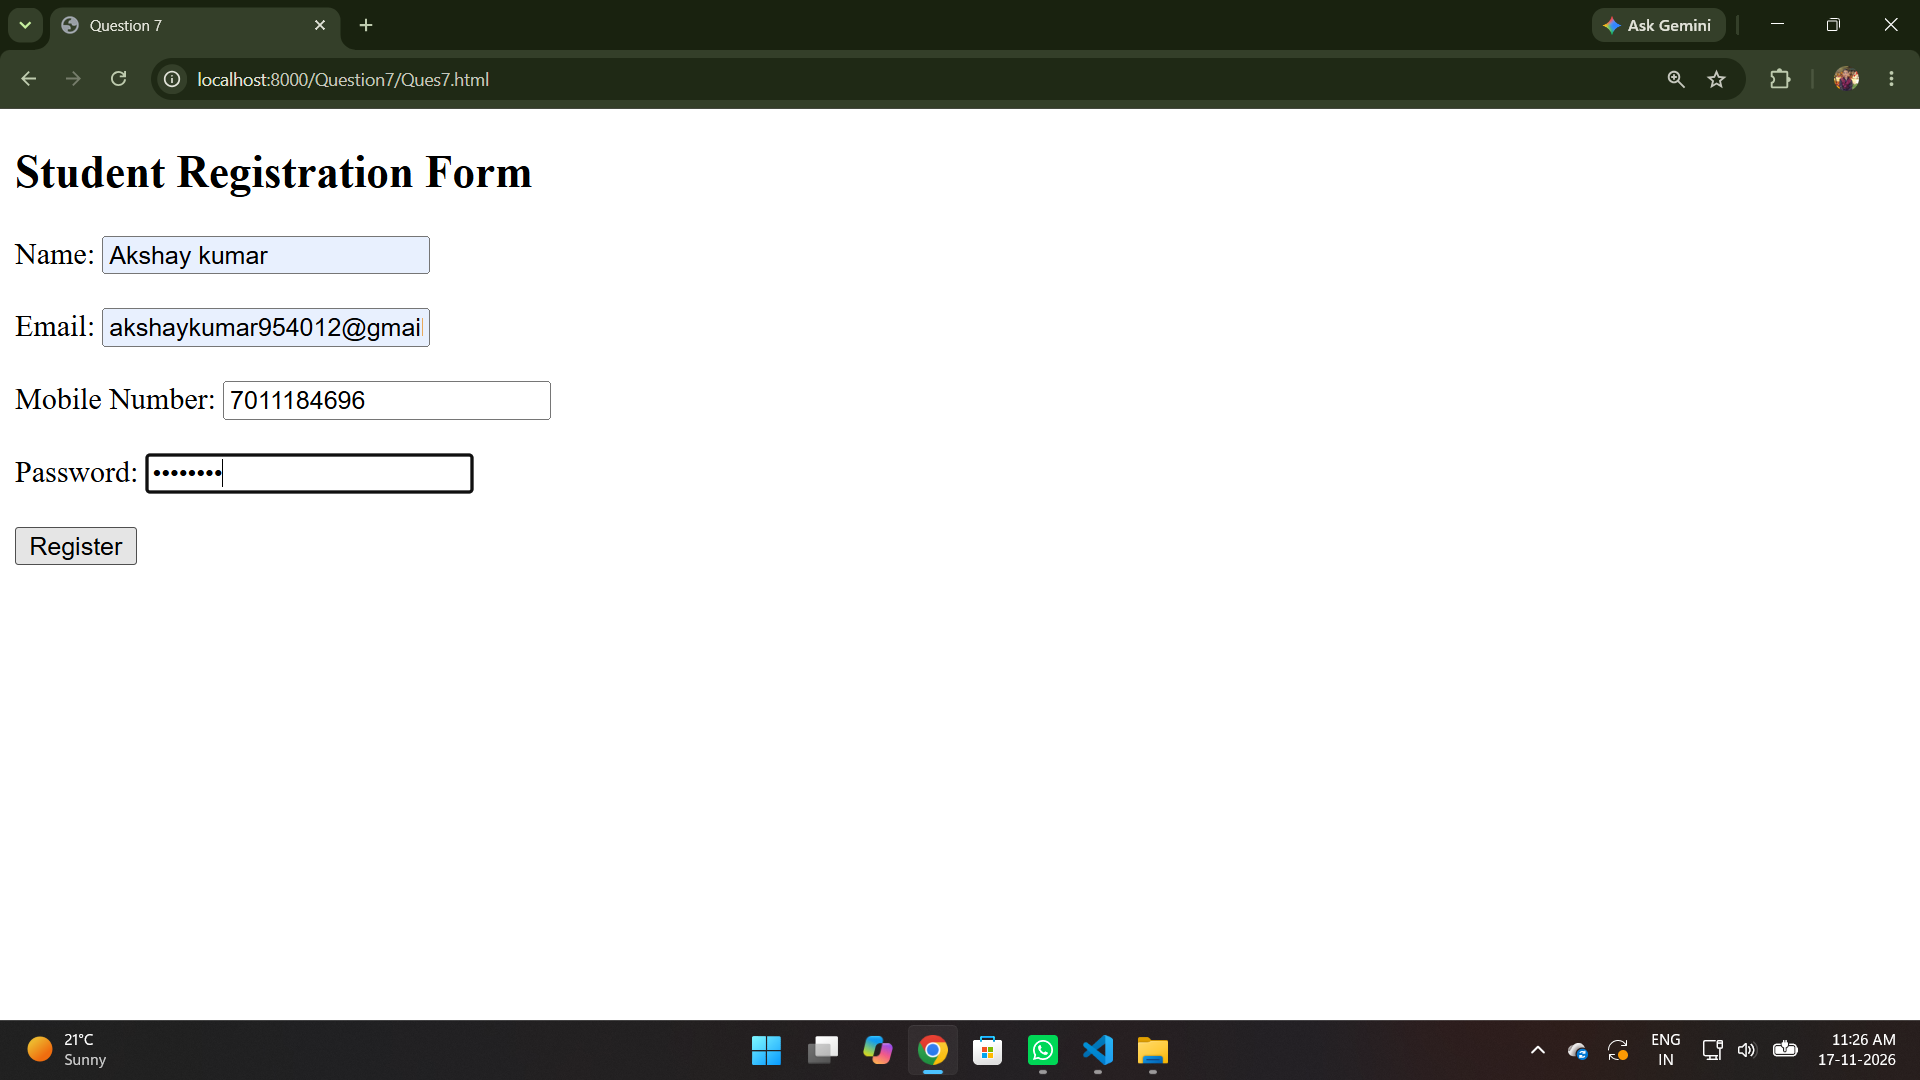 Question 7
Ask Gemini
localhost:8000/Question7/Ques7.html
Student Registration Form
Name: Akshay kumar
Email: akshaykumar954012@gmail
Mobile Number: 7011184696
Password: ••••••••
Register
21°C
Sunny
ENG
IN
11:26 AM
17-11-2026